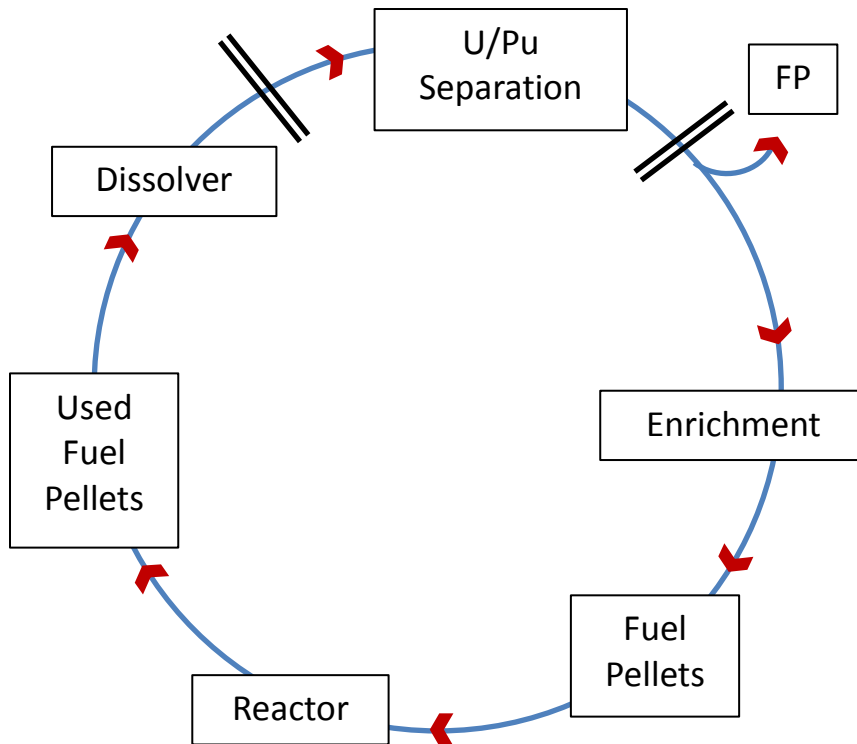 U/Pu
Separation
FP
Dissolver
Used
Fuel
Pellets
Enrichment
Fuel
Pellets
Reactor